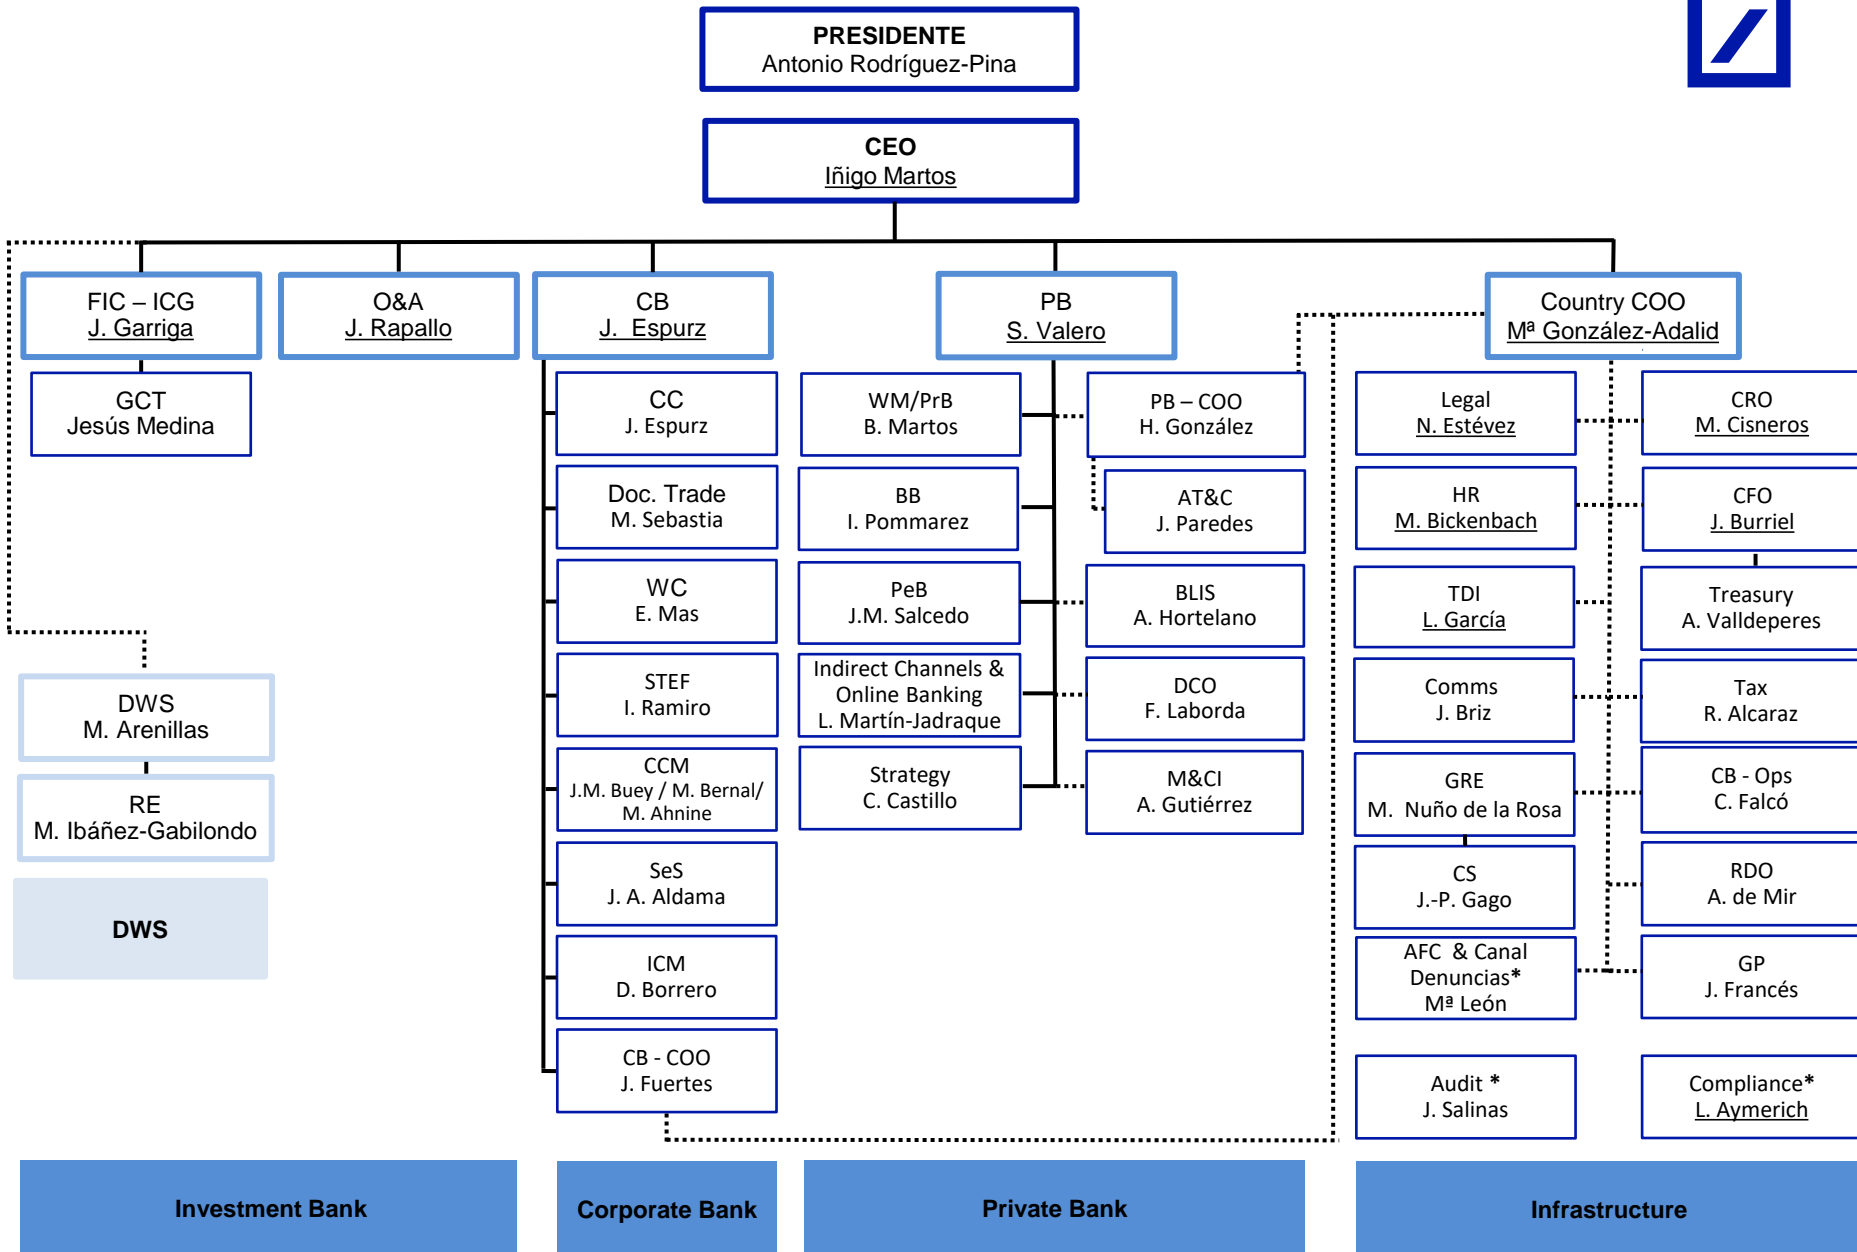 PRESIDENTE
Antonio Rodríguez-Pina
CEO
Iñigo Martos
FIC – ICG
J. Garriga
O&A
J. Rapallo
CB
J. Espurz
PB
S. Valero
Country COO
Mª González-Adalid
GCT
Jesús Medina
CC
J. Espurz
Doc. Trade
M. Sebastia
WC
E. Mas
STEF
I. Ramiro
CCM
J.M. Buey / M. Bernal/
M. Ahnine
SeS
J. A. Aldama
ICM
D. Borrero
CB - COO
J. Fuertes
WM/PrB
B. Martos
BB
I. Pommarez
PeB
J.M. Salcedo
Indirect Channels &
Online Banking
L. Martín-Jadraque
Strategy
C. Castillo
PB – COO
H. González
AT&C
J. Paredes
BLIS
A. Hortelano
DCO
F. Laborda
M&CI
A. Gutiérrez
Legal
N. Estévez
HR
M. Bickenbach
TDI
L. García
Comms
J. Briz
GRE
M. Nuño de la Rosa
CS
J.-P. Gago
AFC & Canal
Denuncias*
Mª León
Audit *
J. Salinas
CRO
M. Cisneros
CFO
J. Burriel
Treasury
A. Valldeperes
Tax
R. Alcaraz
CB - Ops
C. Falcó
RDO
A. de Mir
GP
J. Francés
Compliance*
L. Aymerich
DWS
M. Arenillas
RE
M. Ibáñez-Gabilondo
DWS
Investment Bank
Corporate Bank
Private Bank
Infrastructure